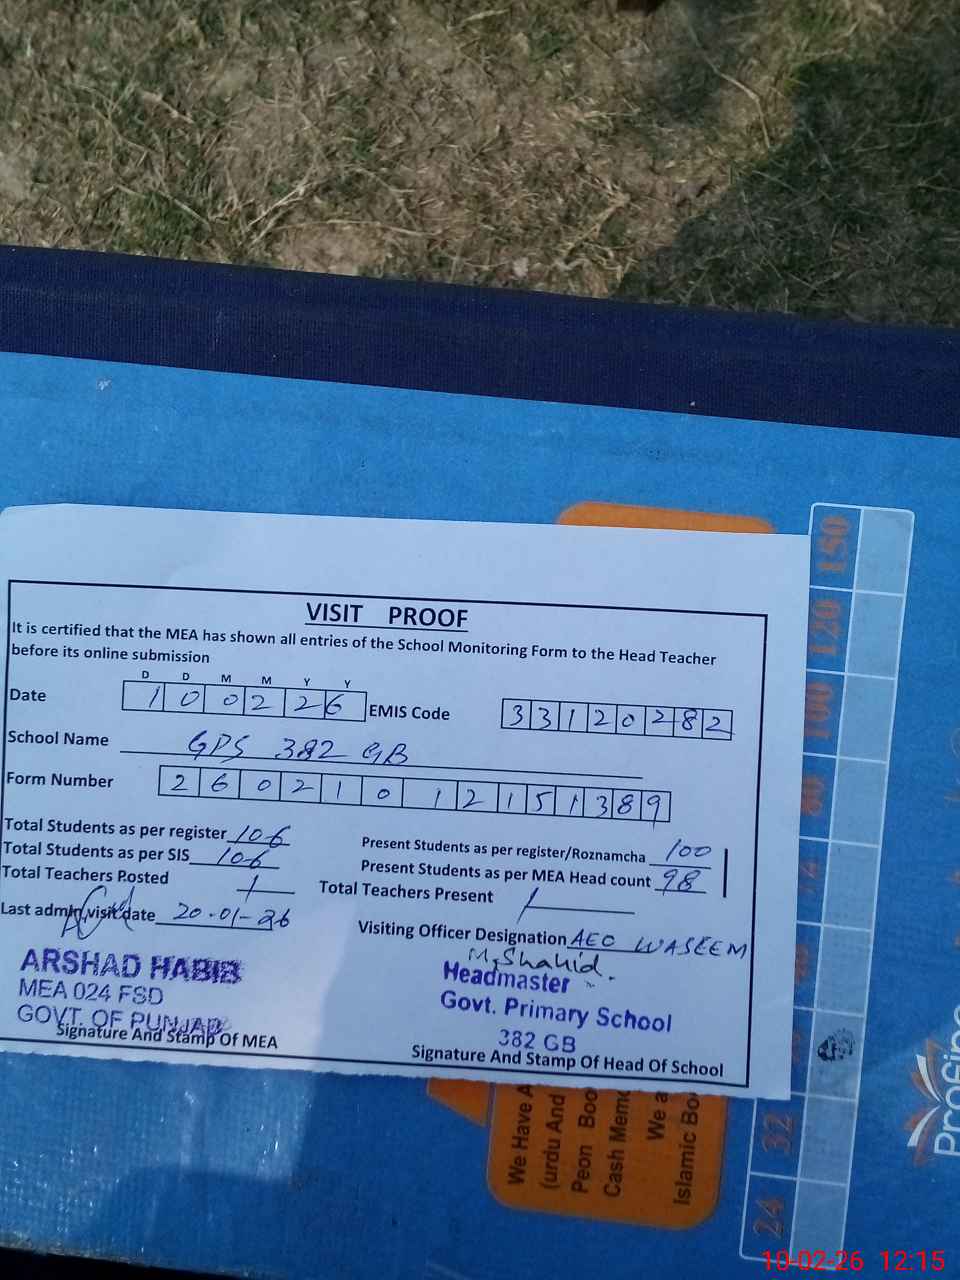 VISIT PROOF
It is certified that the MEA has shown all entries of the School Monitoring Form to the Head Teacher
before its online submission
D D M M Y Y
Date 1 0 0 2 2 6 EMIS Code 3 3 1 2 0 2 8 2
School Name GPS 382 GB
Form Number 2 6 0 2 1 0 1 2 1 5 1 3 8 9
Total Students as per register 106 Present Students as per register/Roznamcha 100
Total Students as per SIS 106 Present Students as per MEA Head count 98
Total Teachers Posted 1 Total Teachers Present 1
Last admin visit date 20-01-26 Visiting Officer Designation AEO WASEEM
M. Shahid.
ARSHAD HABIB
MEA 024 FSD
GOVT. OF PUNJAB
Signature And Stamp Of MEA
Headmaster
Govt. Primary School
382 GB
Signature And Stamp Of Head Of School
150
120
100
32
24
We Have A
(urdu And
Peon Boo
Cash Memo
We a
Islamic Bo
10-02-26 12:15